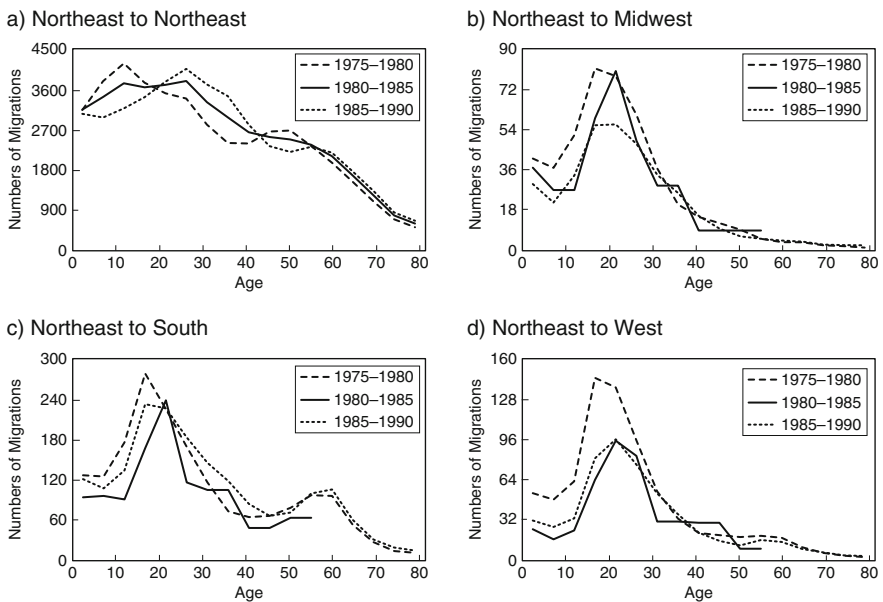 a) Northeast to Northeast
4500
3600
2700
1800
900
0
Numbers of Migrations
1975–1980
1980–1985
1985–1990
0 10 20 30 40 50 60 70 80
Age
b) Northeast to Midwest
90
72
54
36
18
0
Numbers of Migrations
1975–1980
1980–1985
1985–1990
0 10 20 30 40 50 60 70 80
Age
c) Northeast to South
300
240
180
120
60
0
Numbers of Migrations
1975–1980
1980–1985
1985–1990
0 10 20 30 40 50 60 70 80
Age
d) Northeast to West
160
128
96
64
32
0
Numbers of Migrations
1975–1980
1980–1985
1985–1990
0 10 20 30 40 50 60 70 80
Age